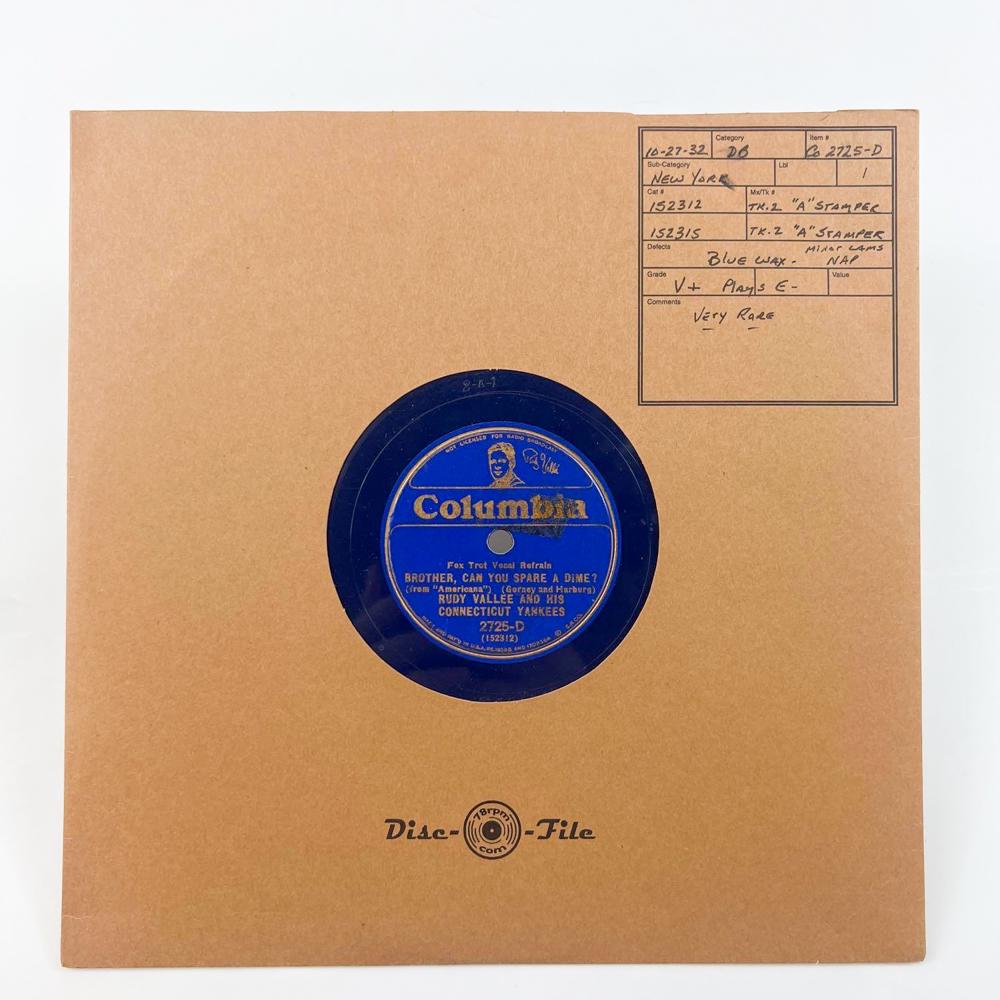 Category Item #
10-27-32 DB Co 2725-D
Sub-Category Lbl
NEW YORK 1
Cat # Mx/Tk #
152312 TK.2 "A" STAMPER
152315 TK.2 "A" STAMPER
Defects MINOR LAMS
BLUE WAX - NAP
Grade Value
V+ PLAYS E-
Comments
VERY RARE
NOT LICENSED FOR RADIO BROADCAST
Rudy Vallée
Columbia
Fox Trot Vocal Refrain
BROTHER, CAN YOU SPARE A DIME?
(from "Americana") (Gorney and Harburg)
RUDY VALLEE AND HIS
CONNECTICUT YANKEES
2725-D
(152312)
Disc- 78rpm .com -File